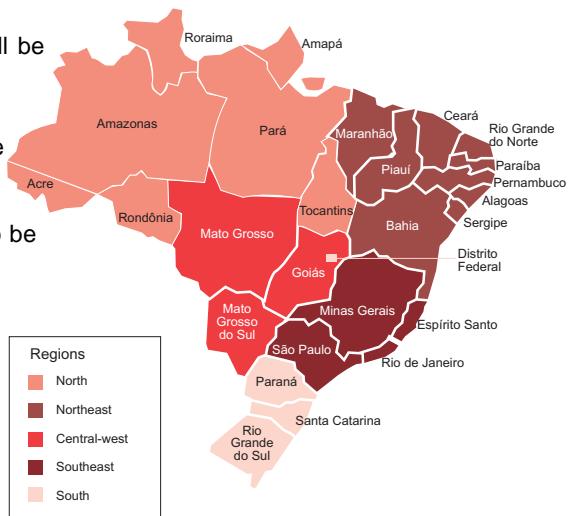 ll be
e
o be
Roraima
Amapá
Amazonas
Pará
Acre
Rondônia
Tocantins
Maranhão
Piauí
Ceará
Rio Grande
do Norte
Paraíba
Pernambuco
Alagoas
Sergipe
Bahia
Mato Grosso
Distrito
Federal
Goiás
Mato
Grosso
do Sul
Minas Gerais
Espírito Santo
São Paulo
Rio de Janeiro
Paraná
Santa Catarina
Rio
Grande
do Sul
Regions
North
Northeast
Central-west
Southeast
South